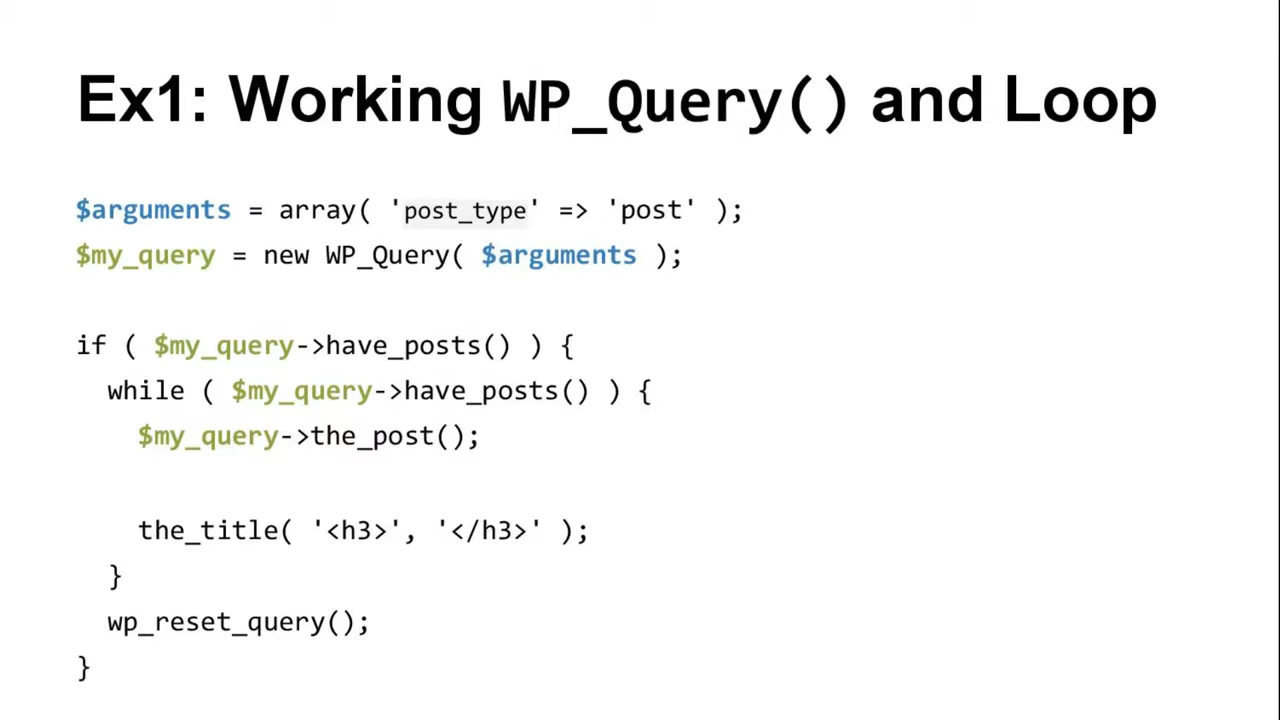 Ex1: Working WP_Query() and Loop
$arguments = array( 'post_type' => 'post' );
$my_query = new WP_Query( $arguments );
if ( $my_query->have_posts() ) {
while ( $my_query->have_posts() ) {
$my_query->the_post();
the_title( '<h3>', '</h3>' );
}
wp_reset_query();
}